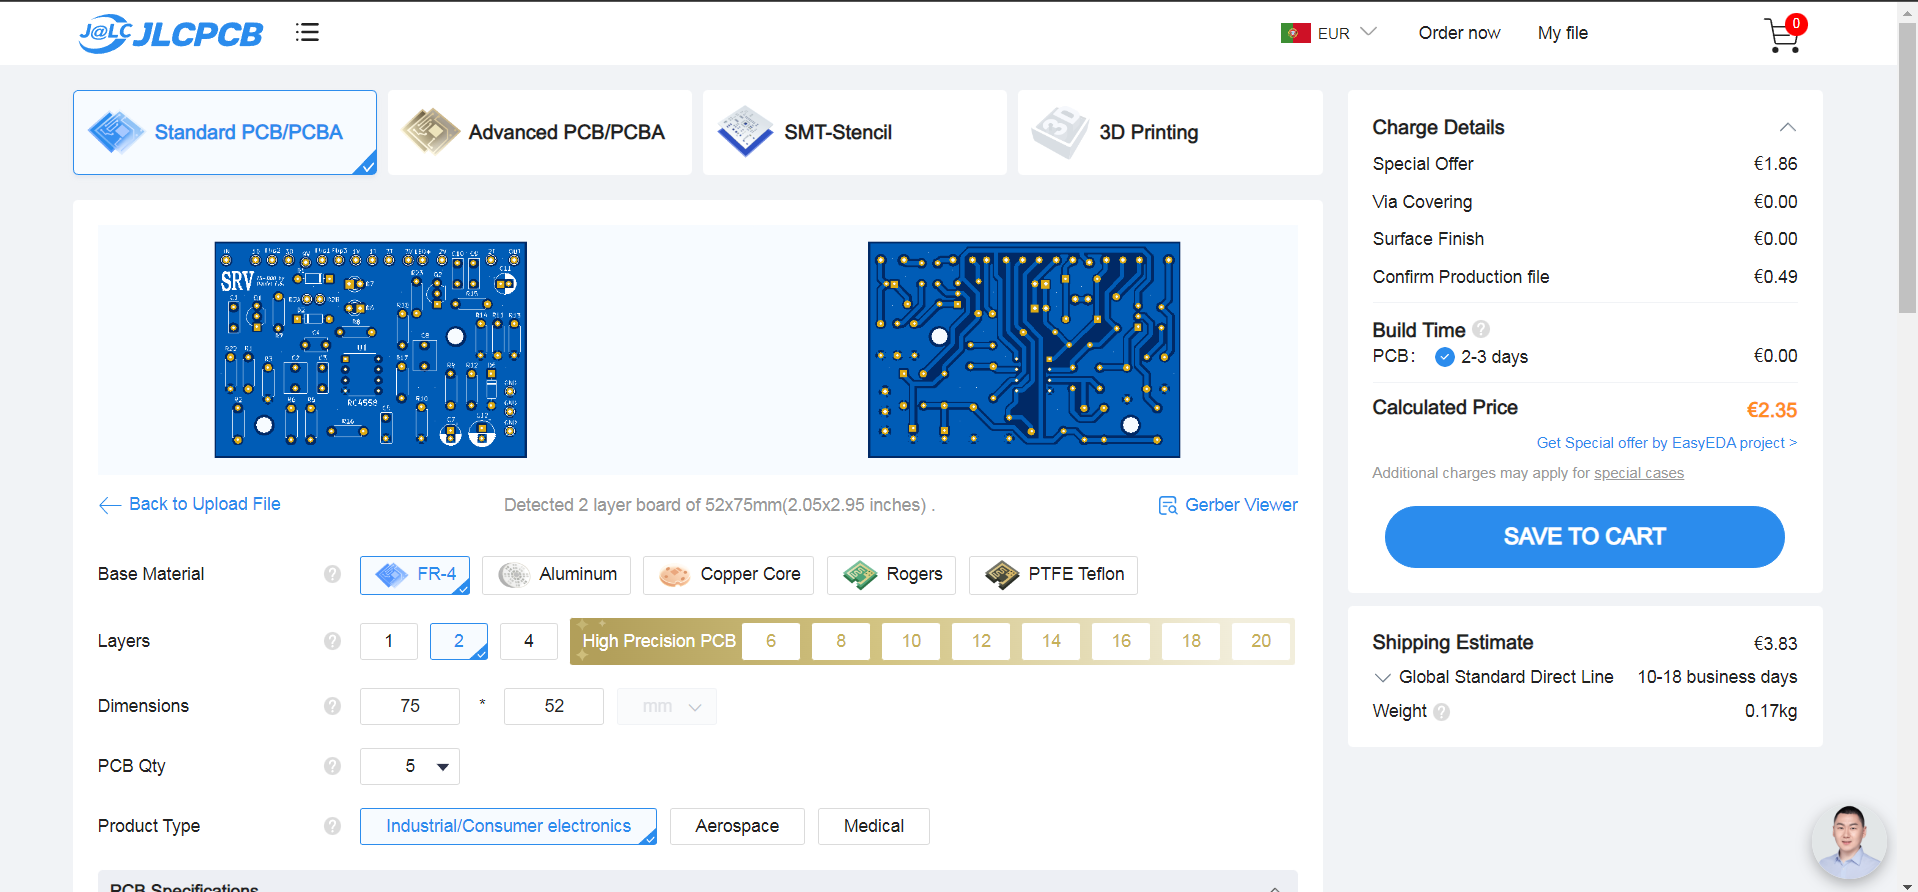 J@LC JLCPCB
EUR
Order now
My file
0
Standard PCB/PCBA
Advanced PCB/PCBA
SMT-Stencil
3D
3D Printing
SRV
U1
RC4558
Back to Upload File
Detected 2 layer board of 52x75mm(2.05x2.95 inches) .
Gerber Viewer
Base Material
FR-4
Aluminum
Copper Core
Rogers
PTFE Teflon
Layers
1
2
4
High Precision PCB
6
8
10
12
14
16
18
20
Dimensions
75
*
52
mm
PCB Qty
5
Product Type
Industrial/Consumer electronics
Aerospace
Medical
PCB Specifications
Charge Details
Special Offer €1.86
Via Covering €0.00
Surface Finish €0.00
Confirm Production file €0.49
Build Time
PCB: 2-3 days €0.00
Calculated Price €2.35
Get Special offer by EasyEDA project >
Additional charges may apply for special cases
SAVE TO CART
Shipping Estimate €3.83
Global Standard Direct Line 10-18 business days
Weight 0.17kg